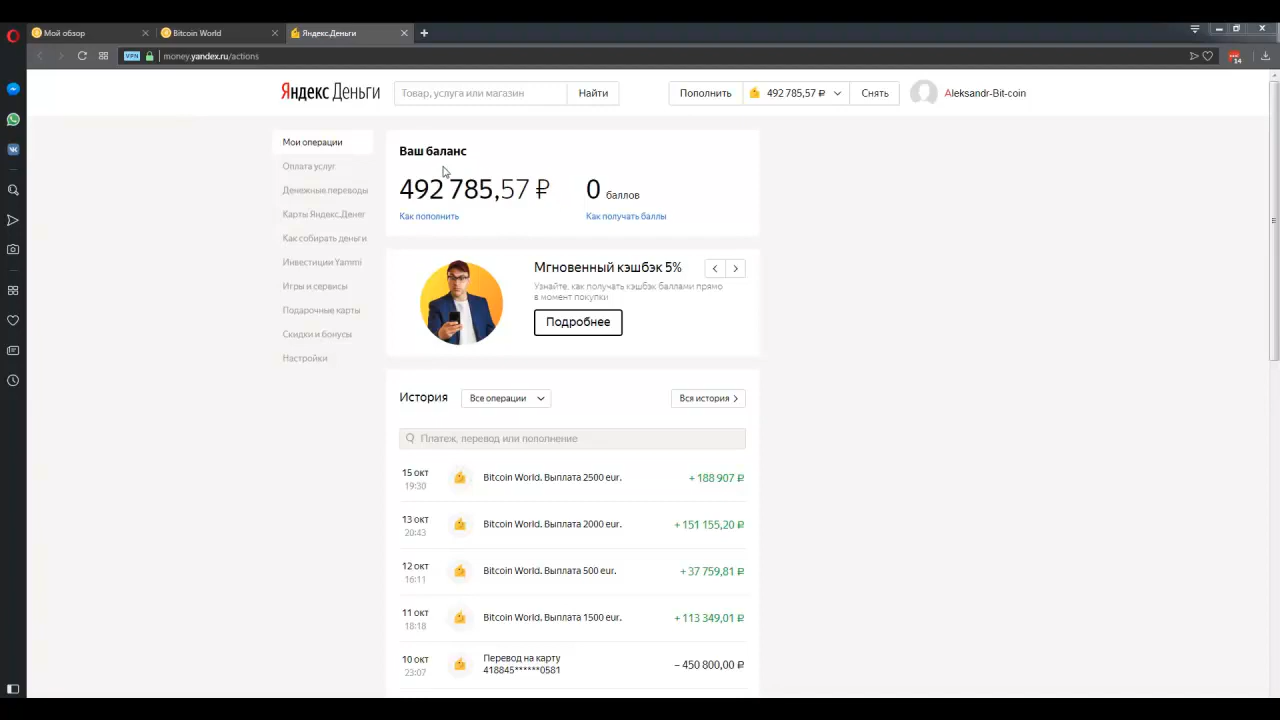 Мой обзор
Bitcoin World
Яндекс.Деньги
VPN
money.yandex.ru/actions
14
Яндекс Деньги
Товар, услуга или магазин
Найти
Пополнить
492 785,57 ₽
Снять
Aleksandr-Bit-coin
Мои операции
Оплата услуг
Денежные переводы
Карты Яндекс.Денег
Как собирать деньги
Инвестиции Yammi
Игры и сервисы
Подарочные карты
Скидки и бонусы
Настройки
Ваш баланс
492 785,57 ₽
0 баллов
Как пополнить
Как получать баллы
Мгновенный кэшбэк 5%
Узнайте, как получать кэшбэк баллами прямо
в момент покупки
Подробнее
История
Все операции
Вся история
Платеж, перевод или пополнение
15 окт
19:30
Bitcoin World. Выплата 2500 eur.
+ 188 907 ₽
13 окт
20:43
Bitcoin World. Выплата 2000 eur.
+ 151 155,20 ₽
12 окт
16:11
Bitcoin World. Выплата 500 eur.
+ 37 759,81 ₽
11 окт
18:18
Bitcoin World. Выплата 1500 eur.
+ 113 349,01 ₽
10 окт
23:07
Перевод на карту
418845******0581
– 450 800,00 ₽